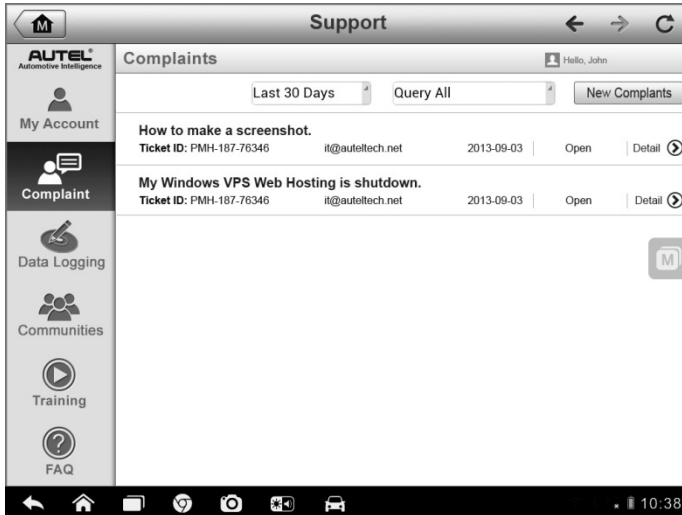 M
Support
AUTEL®
Automotive Intelligence
Complaints
Hello, John
Last 30 Days
Query All
New Complants
My Account
Complaint
Data Logging
Communities
Training
?
FAQ
How to make a screenshot.
Ticket ID: PMH-187-76346 it@auteltech.net 2013-09-03 Open Detail
My Windows VPS Web Hosting is shutdown.
Ticket ID: PMH-187-76346 it@auteltech.net 2013-09-03 Open Detail
M
10:38